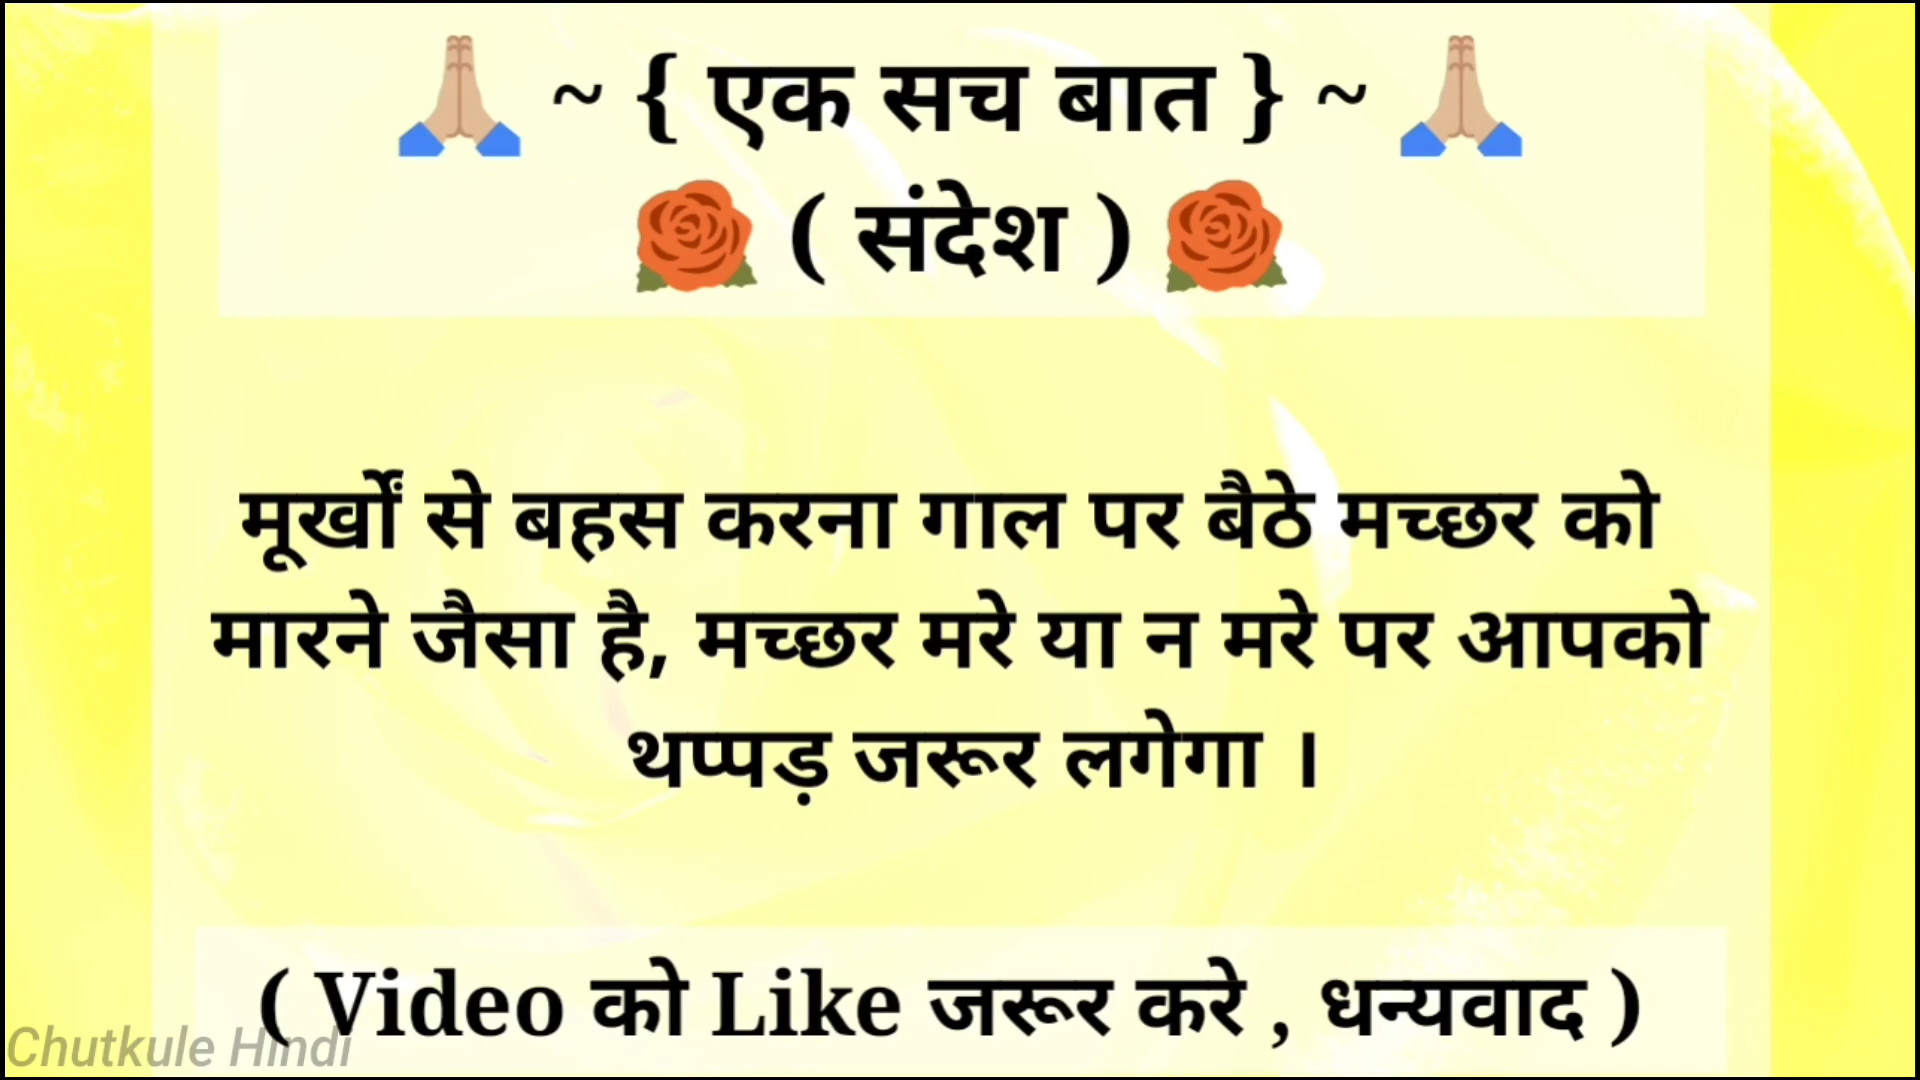 🙏🏼 ~ { एक सच बात } ~ 🙏🏼
🌹 ( संदेश ) 🌹
मूर्खों से बहस करना गाल पर बैठे मच्छर को
मारने जैसा है, मच्छर मरे या न मरे पर आपको
थप्पड़ जरूर लगेगा ।
( Video को Like जरूर करे , धन्यवाद )
Chutkule Hindi